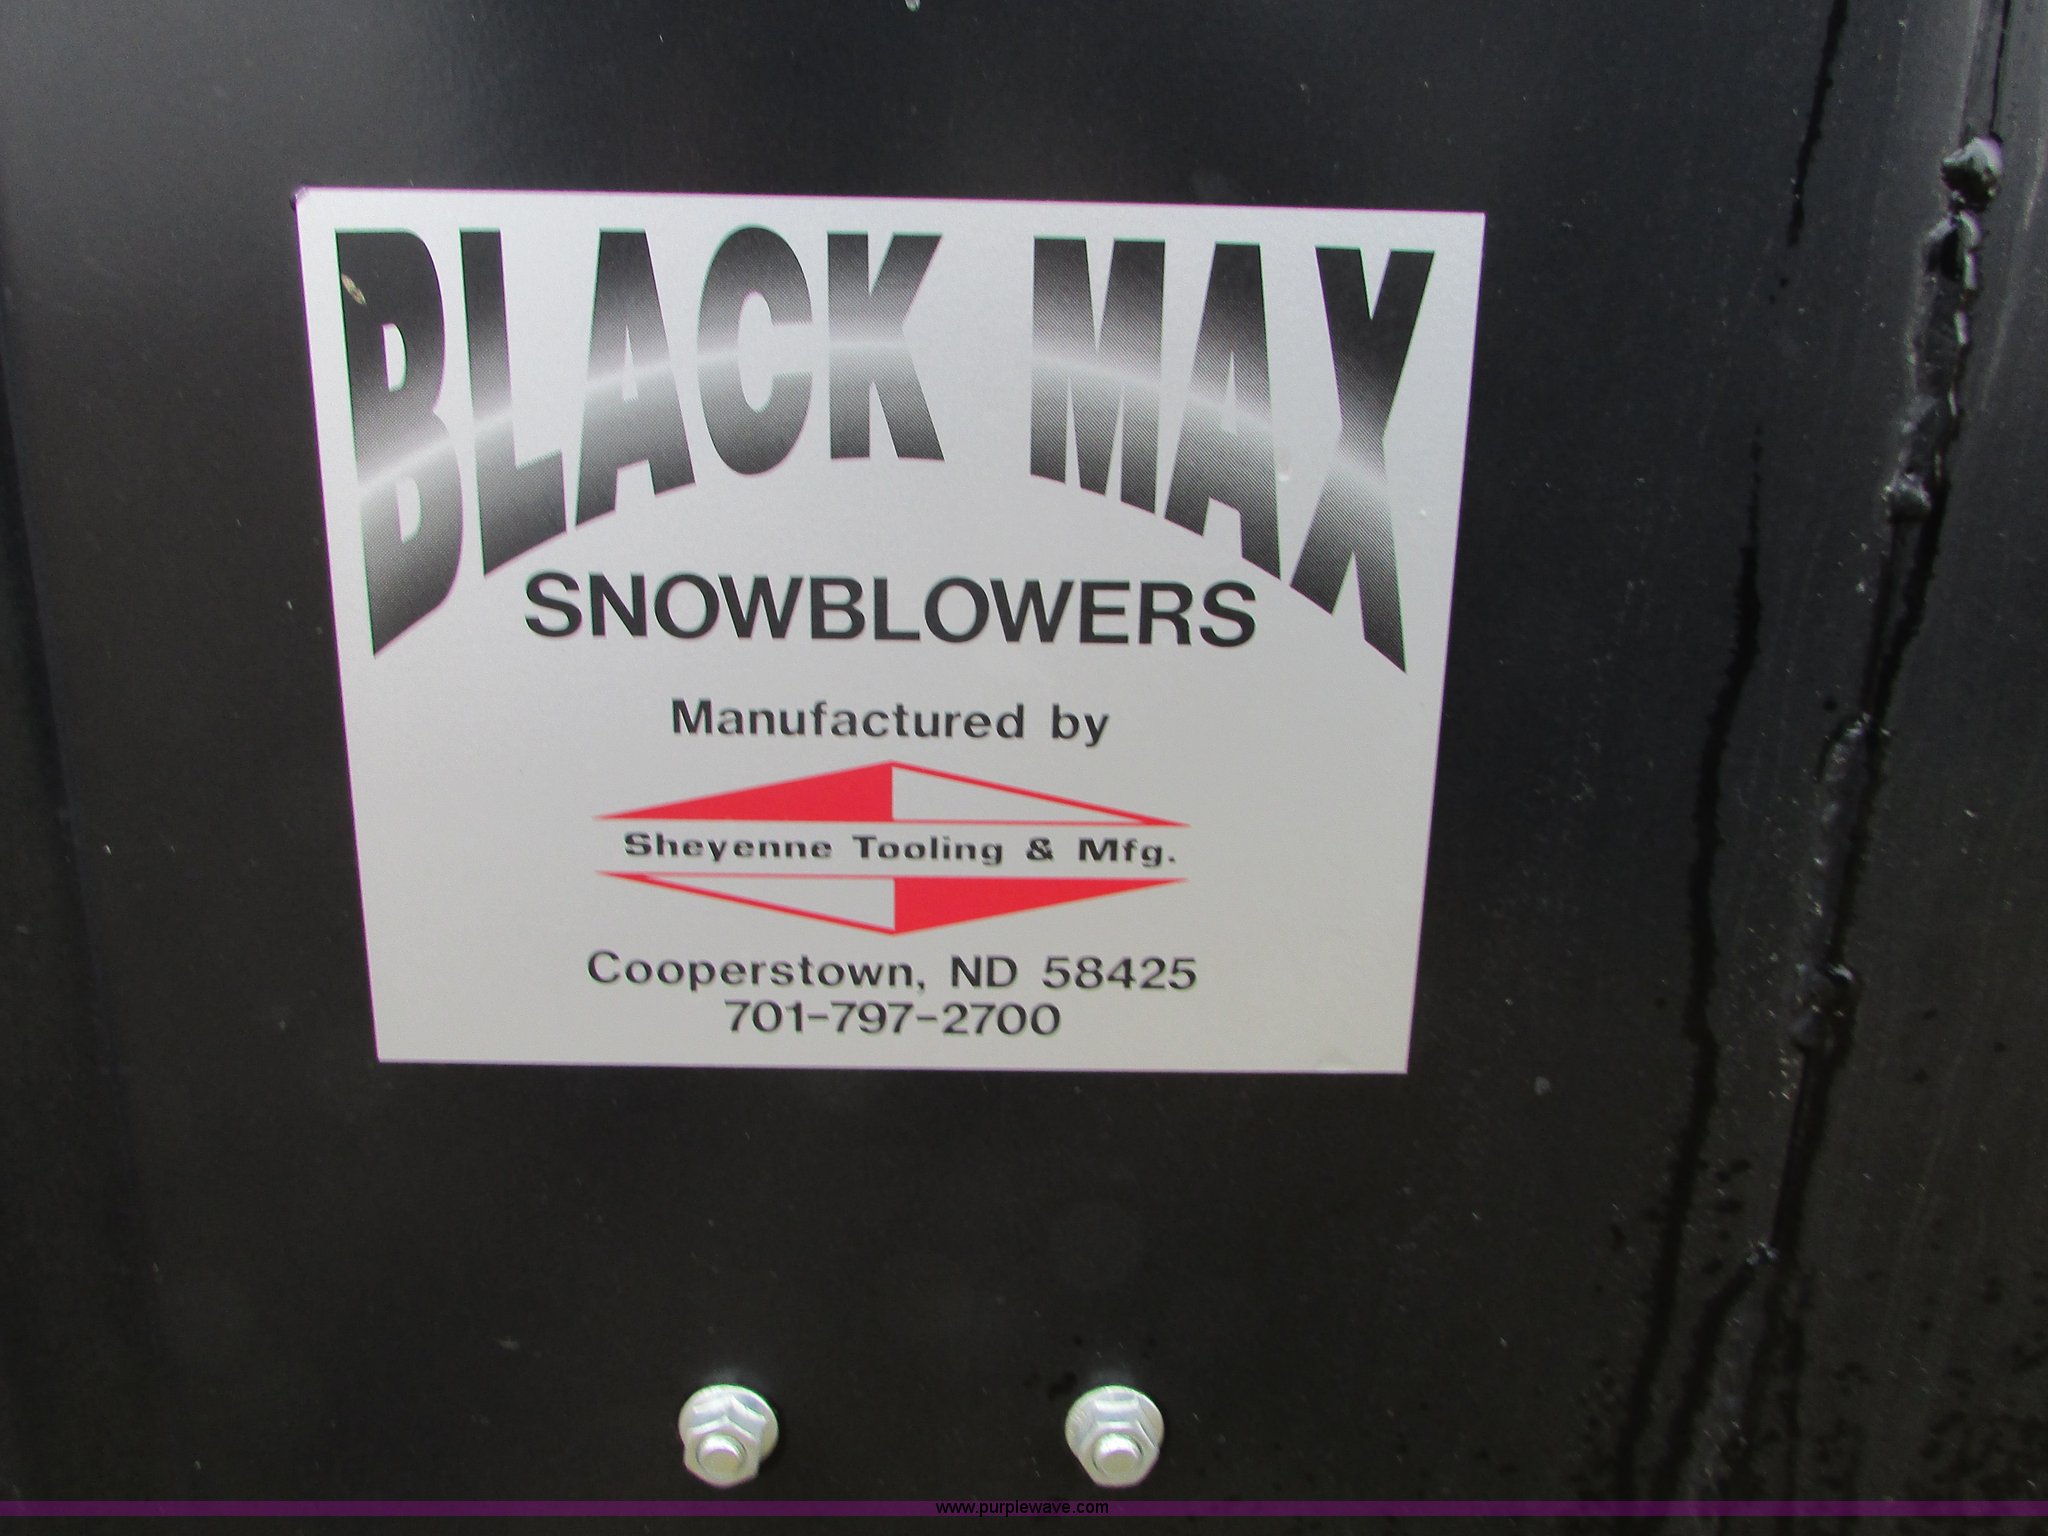 BLACK MAX
SNOWBLOWERS
Manufactured by
Sheyenne Tooling & Mfg.
Cooperstown, ND 58425
701-797-2700
www.purplewave.com